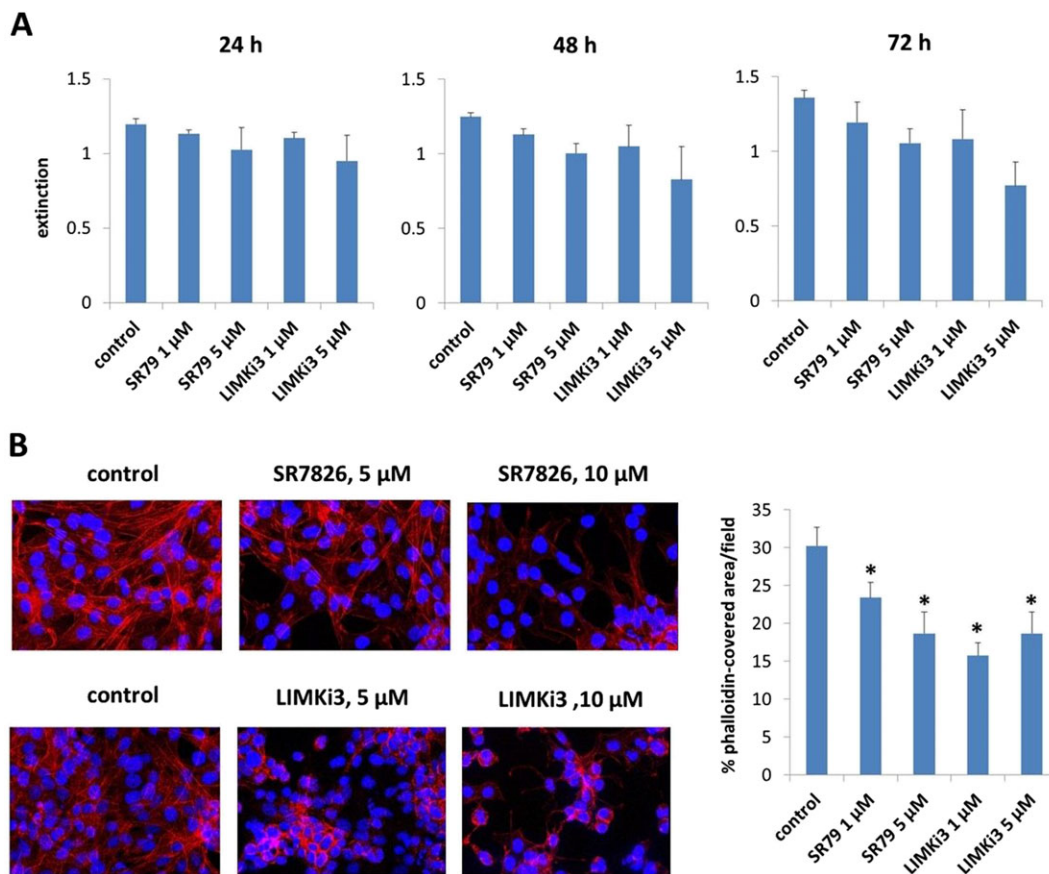 A
24 h
48 h
72 h
extinction
1.5
1
0.5
0
control
SR79 1 µM
SR79 5 µM
LIMKi3 1 µM
LIMKi3 5 µM
1.5
1
0.5
0
control
SR79 1 µM
SR79 5 µM
LIMKi3 1 µM
LIMKi3 5 µM
1.5
1
0.5
0
control
SR79 1 µM
SR79 5 µM
LIMKi3 1 µM
LIMKi3 5 µM
B
control
SR7826, 5 µM
SR7826, 10 µM
control
LIMKi3, 5 µM
LIMKi3 ,10 µM
% phalloidin-covered area/field
35
30
25
20
15
10
5
0
*
*
*
*
control
SR79 1 µM
SR79 5 µM
LIMKi3 1 µM
LIMKi3 5 µM